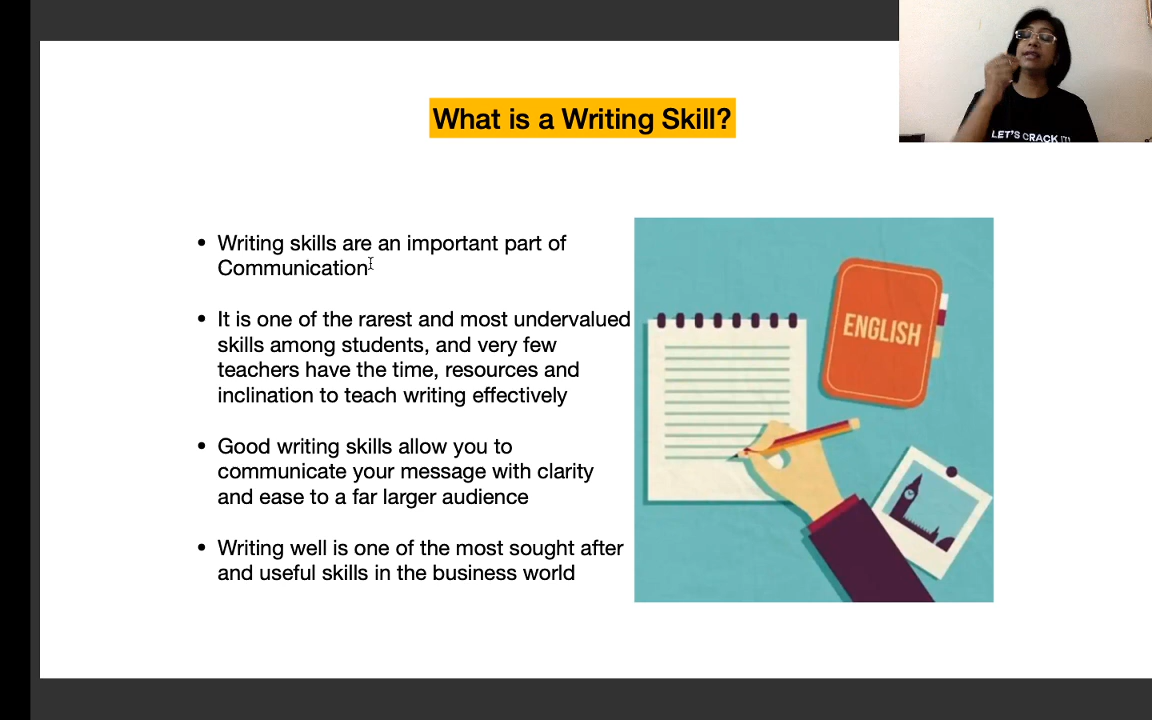 What is a Writing Skill?
LET'S CRACK IT!
• Writing skills are an important part of
Communication
• It is one of the rarest and most undervalued
skills among students, and very few
teachers have the time, resources and
inclination to teach writing effectively
• Good writing skills allow you to
communicate your message with clarity
and ease to a far larger audience
• Writing well is one of the most sought after
and useful skills in the business world
ENGLISH